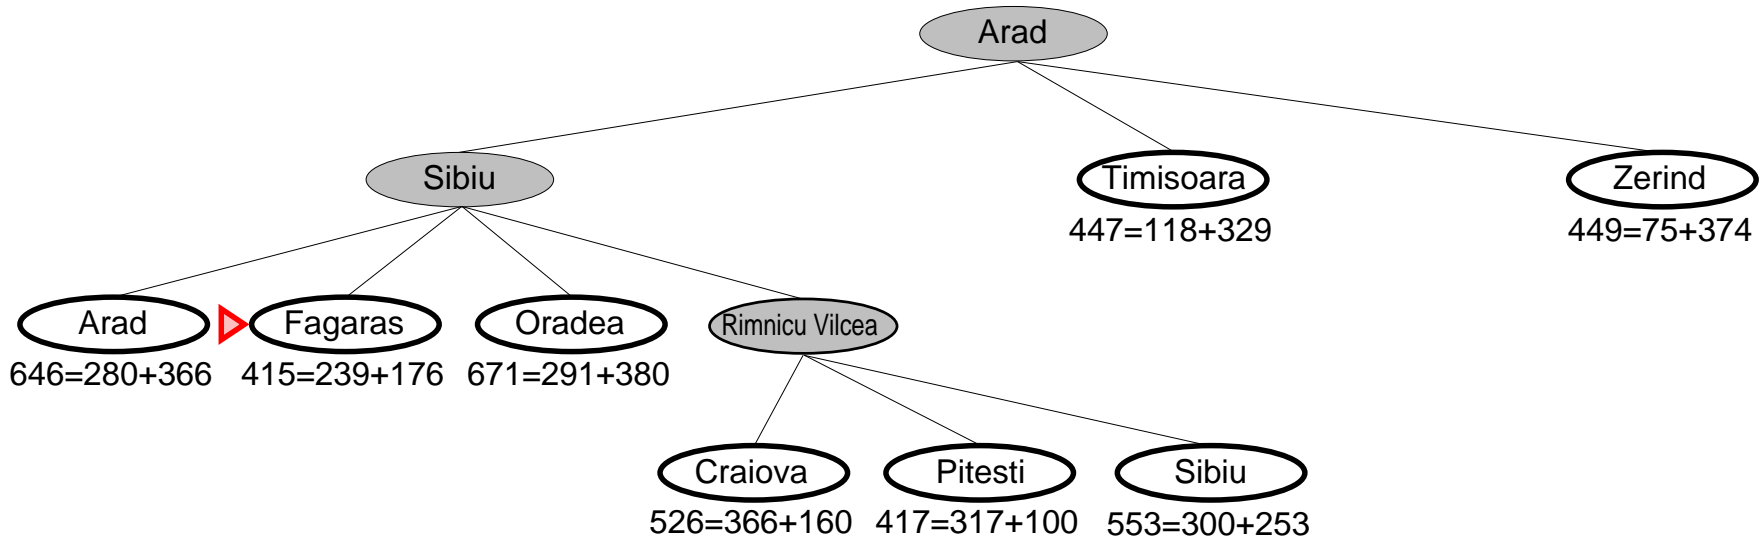 Arad
Sibiu
Timisoara
Zerind
447=118+329
449=75+374
Arad
Fagaras
Oradea
Rimnicu Vilcea
646=280+366
415=239+176
671=291+380
Craiova
Pitesti
Sibiu
526=366+160
417=317+100
553=300+253